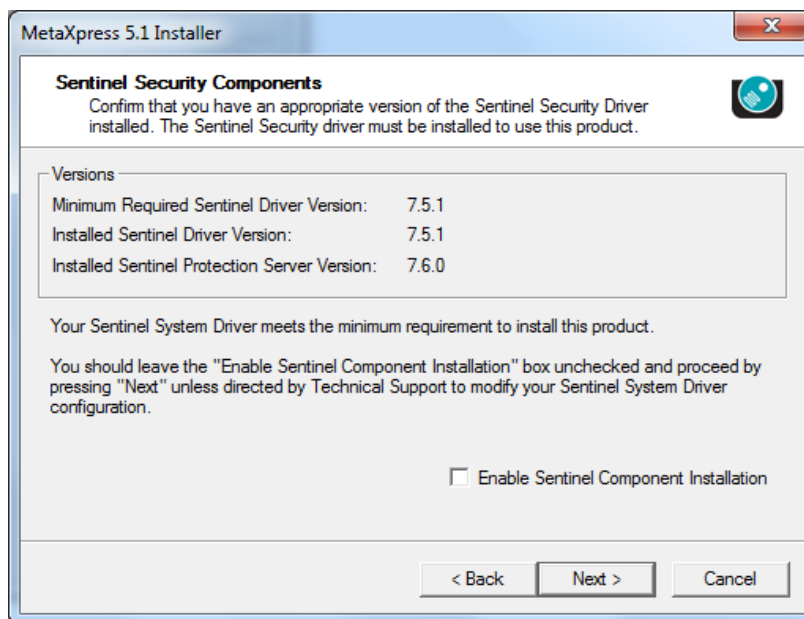 MetaXpress 5.1 Installer
Sentinel Security Components
Confirm that you have an appropriate version of the Sentinel Security Driver
installed. The Sentinel Security driver must be installed to use this product.
Versions
Minimum Required Sentinel Driver Version: 7.5.1
Installed Sentinel Driver Version: 7.5.1
Installed Sentinel Protection Server Version: 7.6.0
Your Sentinel System Driver meets the minimum requirement to install this product.
You should leave the "Enable Sentinel Component Installation" box unchecked and proceed by
pressing "Next" unless directed by Technical Support to modify your Sentinel System Driver
configuration.
Enable Sentinel Component Installation
< Back Next > Cancel